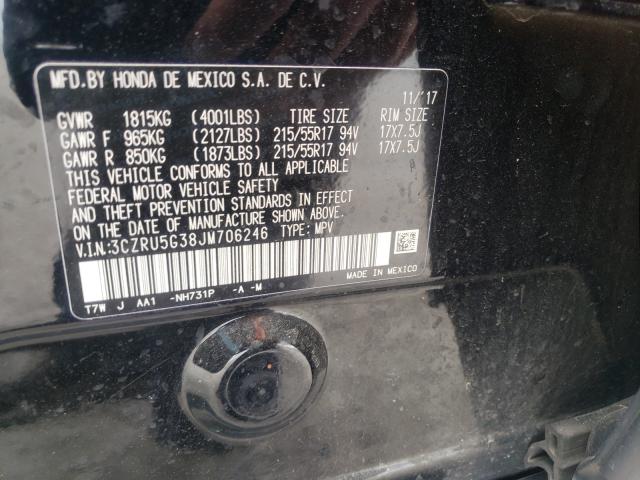 MFD. BY HONDA DE MEXICO S.A. DE C.V.
11/'17
GVWR 1815KG (4001LBS) TIRE SIZE RIM SIZE
GAWR F 965KG (2127LBS) 215/55R17 94V 17X7.5J
GAWR R 850KG (1873LBS) 215/55R17 94V 17X7.5J
THIS VEHICLE CONFORMS TO ALL APPLICABLE
FEDERAL MOTOR VEHICLE SAFETY
AND THEFT PREVENTION STANDARDS IN EFFECT
ON THE DATE OF MANUFACTURE SHOWN ABOVE.
V.I.N.:3CZRU5G38JM706246 TYPE: MPV
MADE IN MEXICO
T7W J AA1 -NH731P -A -M